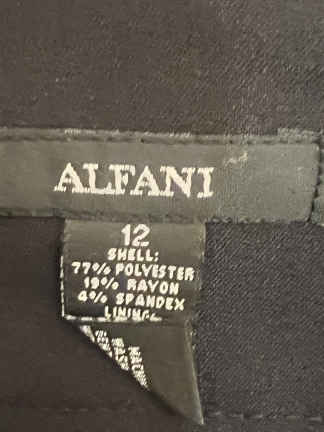 ALFANI
12
SHELL:
77% POLYESTER
19% RAYON
4% SPANDEX
LINING